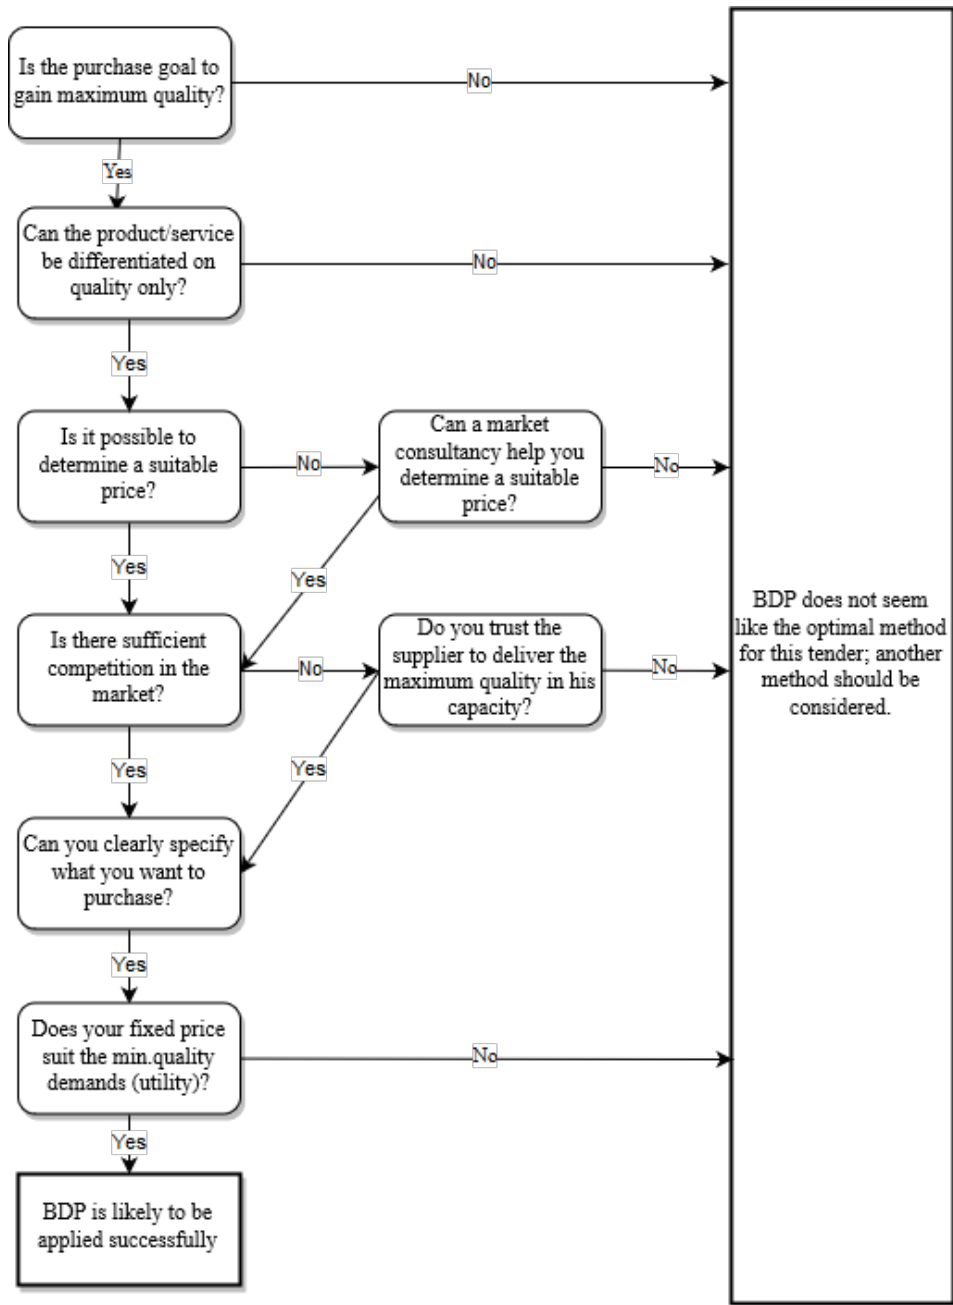 Is the purchase goal to
gain maximum quality?
No
Yes
Can the product/service
be differentiated on
quality only?
No
Yes
Is it possible to
determine a suitable
price?
No
Can a market
consultancy help you
determine a suitable
price?
No
Yes
Yes
Is there sufficient
competition in the
market?
No
Do you trust the
supplier to deliver the
maximum quality in his
capacity?
No
Yes
Yes
Can you clearly specify
what you want to
purchase?
Yes
Does your fixed price
suit the min.quality
demands (utility)?
No
Yes
BDP is likely to be
applied successfully
BDP does not seem
like the optimal method
for this tender; another
method should be
considered.